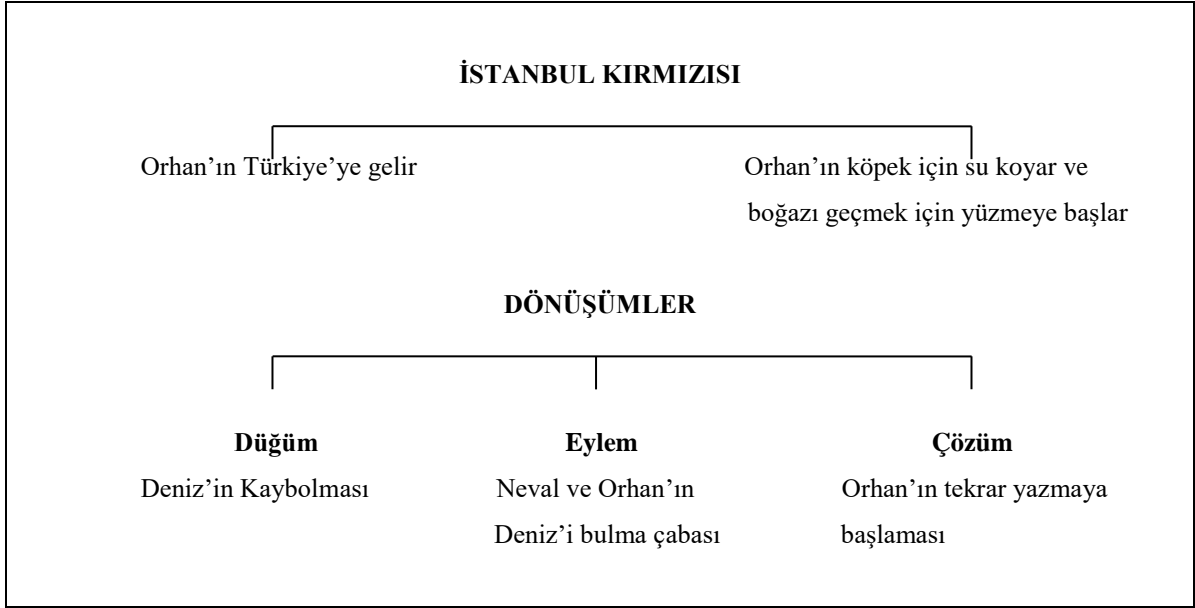 İSTANBUL KIRMIZISI
Orhan’ın Türkiye’ye gelir
Orhan’ın köpek için su koyar ve
boğazı geçmek için yüzmeye başlar
DÖNÜŞÜMLER
Düğüm
Deniz’in Kaybolması
Eylem
Neval ve Orhan’ın
Deniz’i bulma çabası
Çözüm
Orhan’ın tekrar yazmaya
başlaması